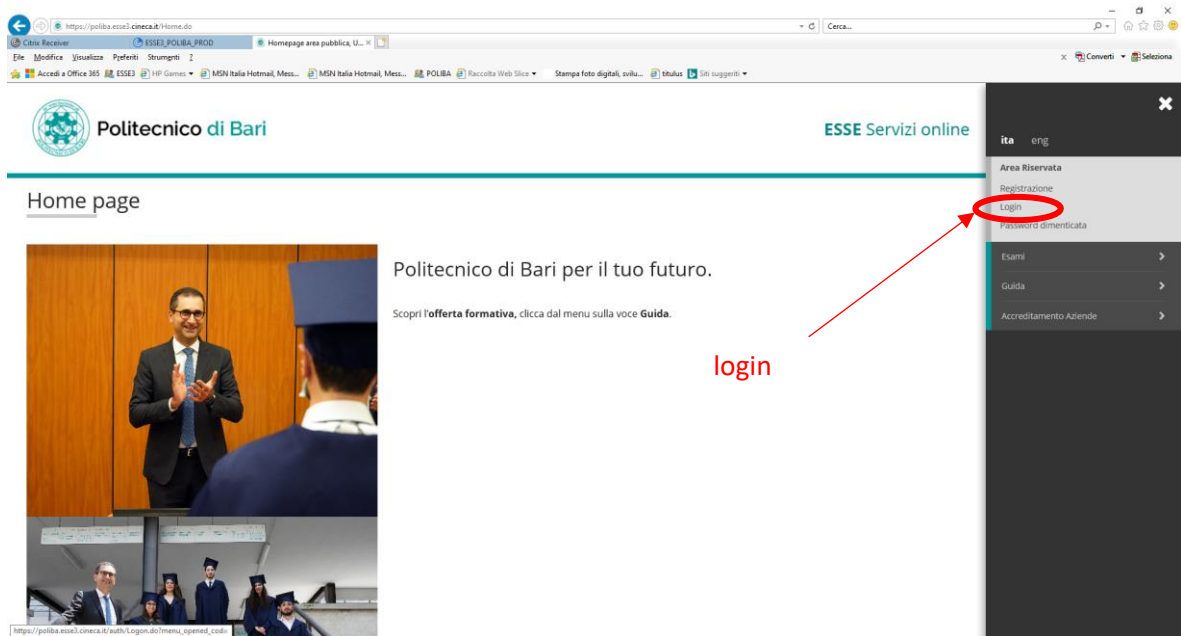 https://poliba.esse3.cineca.it/Home.do
Cerca...
Citrix Receiver
ESSE3_POLIBA_PROD
Homepage area pubblica, U...
File Modifica Visualizza Preferiti Strumenti ?
x Converti Seleziona
Accedi a Office 365 ESSE3 HP Games MSN Italia Hotmail, Mess... MSN Italia Hotmail, Mess... POLIBA Raccolta Web Slice Stampa foto digitali, svilu... titulus Siti suggeriti
Politecnico di Bari
ESSE Servizi online
ita eng
Area Riservata
Registrazione
Login
Password dimenticata
Esami
Guida
Accreditamento Aziende
Home page
Politecnico di Bari per il tuo futuro.
Scopri l'offerta formativa, clicca dal menu sulla voce Guida.
login
https://poliba.esse3.cineca.it/auth/Logon.do?menu_opened_cod=